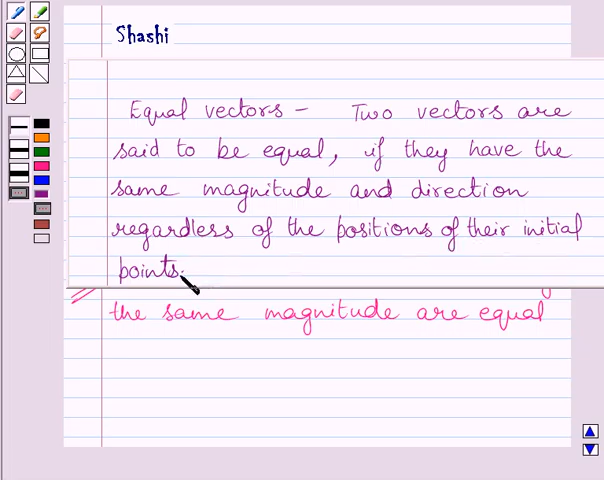 Shashi
Equal vectors – Two vectors are
said to be equal, if they have the
same magnitude and direction
regardless of the positions of their initial
points.
the same magnitude are equal